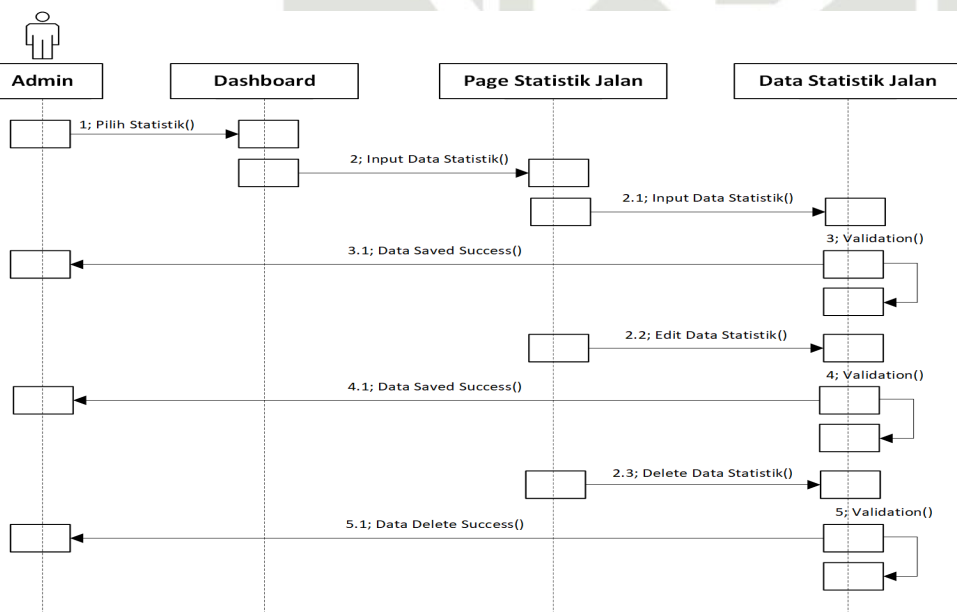 Admin
Dashboard
Page Statistik Jalan
Data Statistik Jalan
1; Pilih Statistik()
2; Input Data Statistik()
2.1; Input Data Statistik()
3; Validation()
3.1; Data Saved Success()
2.2; Edit Data Statistik()
4; Validation()
4.1; Data Saved Success()
2.3; Delete Data Statistik()
5; Validation()
5.1; Data Delete Success()